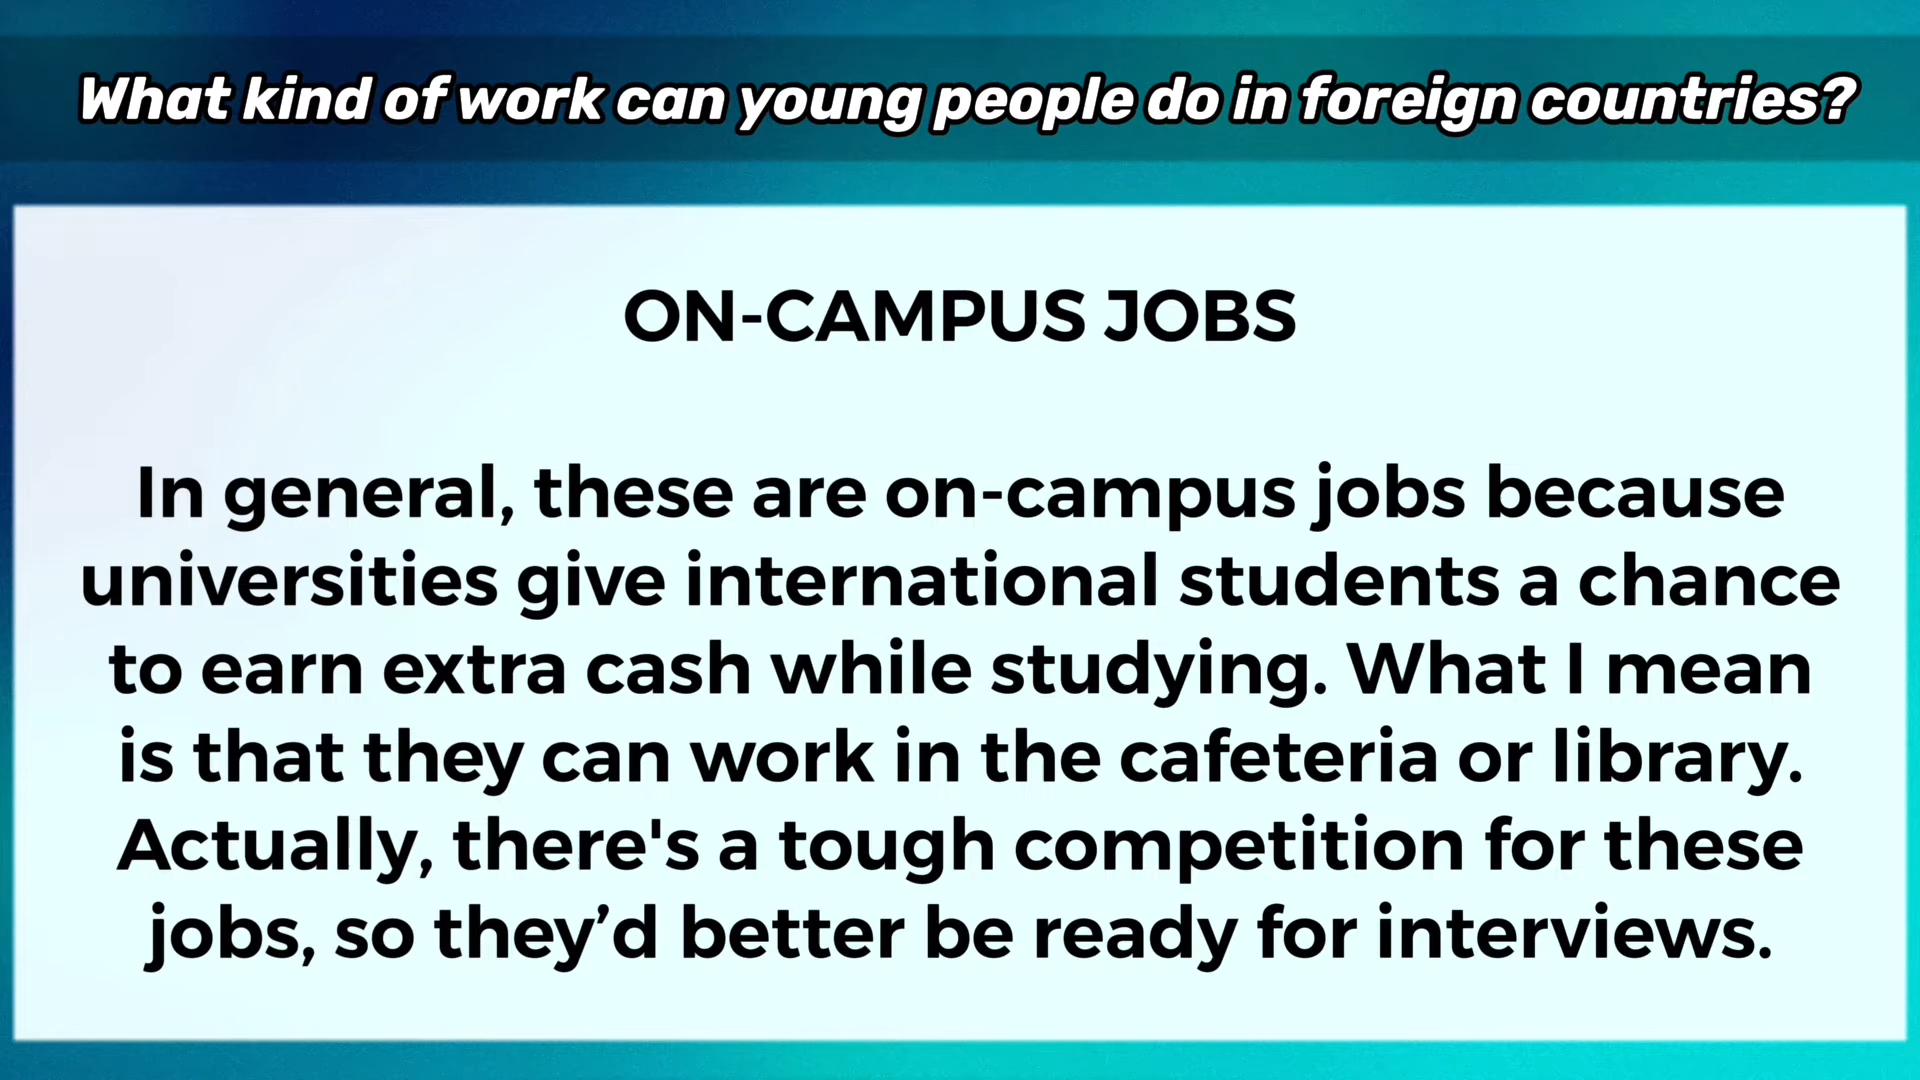 What kind of work can young people do in foreign countries?
ON-CAMPUS JOBS
In general, these are on-campus jobs because
universities give international students a chance
to earn extra cash while studying. What I mean
is that they can work in the cafeteria or library.
Actually, there's a tough competition for these
jobs, so they’d better be ready for interviews.